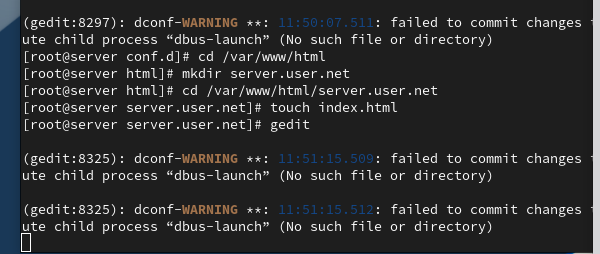 (gedit:8297): dconf-WARNING **: 11:50:07.511: failed to commit changes t
ute child process “dbus-launch” (No such file or directory)
[root@server conf.d]# cd /var/www/html
[root@server html]# mkdir server.user.net
[root@server html]# cd /var/www/html/server.user.net
[root@server server.user.net]# touch index.html
[root@server server.user.net]# gedit
(gedit:8325): dconf-WARNING **: 11:51:15.509: failed to commit changes t
ute child process “dbus-launch” (No such file or directory)
(gedit:8325): dconf-WARNING **: 11:51:15.512: failed to commit changes t
ute child process “dbus-launch” (No such file or directory)